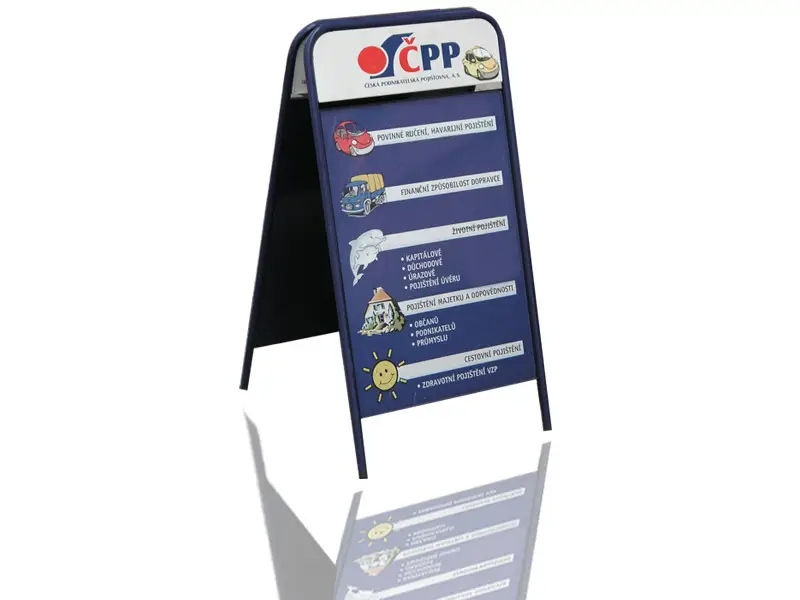 ČPP
ČESKÁ PODNIKATELSKÁ POJIŠŤOVNA, A. S.
POVINNÉ RUČENÍ, HAVARIJNÍ POJIŠTĚNÍ
FINANČNÍ ZPŮSOBILOST DOPRAVCE
ŽIVOTNÍ POJIŠTĚNÍ
• KAPITÁLOVÉ
• DŮCHODOVÉ
• ÚRAZOVÉ
• POJIŠTĚNÍ ÚVĚRU
POJIŠTĚNÍ MAJETKU A ODPOVĚDNOSTI
• OBČANŮ
• PODNIKATELŮ
• PRŮMYSLU
CESTOVNÍ POJIŠTĚNÍ
• ZDRAVOTNÍ POJIŠTĚNÍ VZP